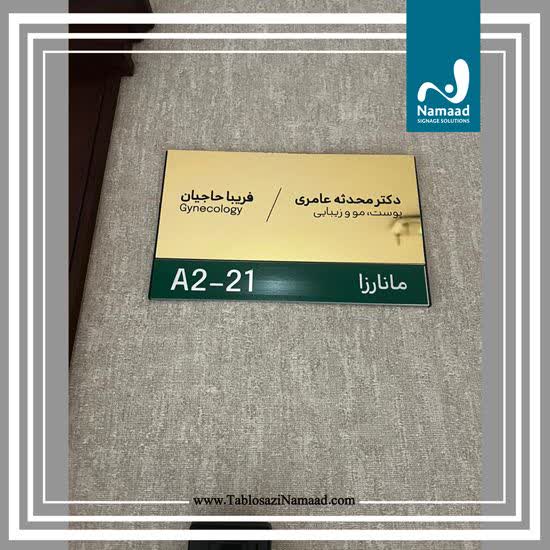 Namaad
SIGNAGE SOLUTIONS
دکتر محدثه عامری / فریبا حاجیان
پوست، مو و زیبایی Gynecology
مانارزا A2-21
www.TablosaziNamaad.com